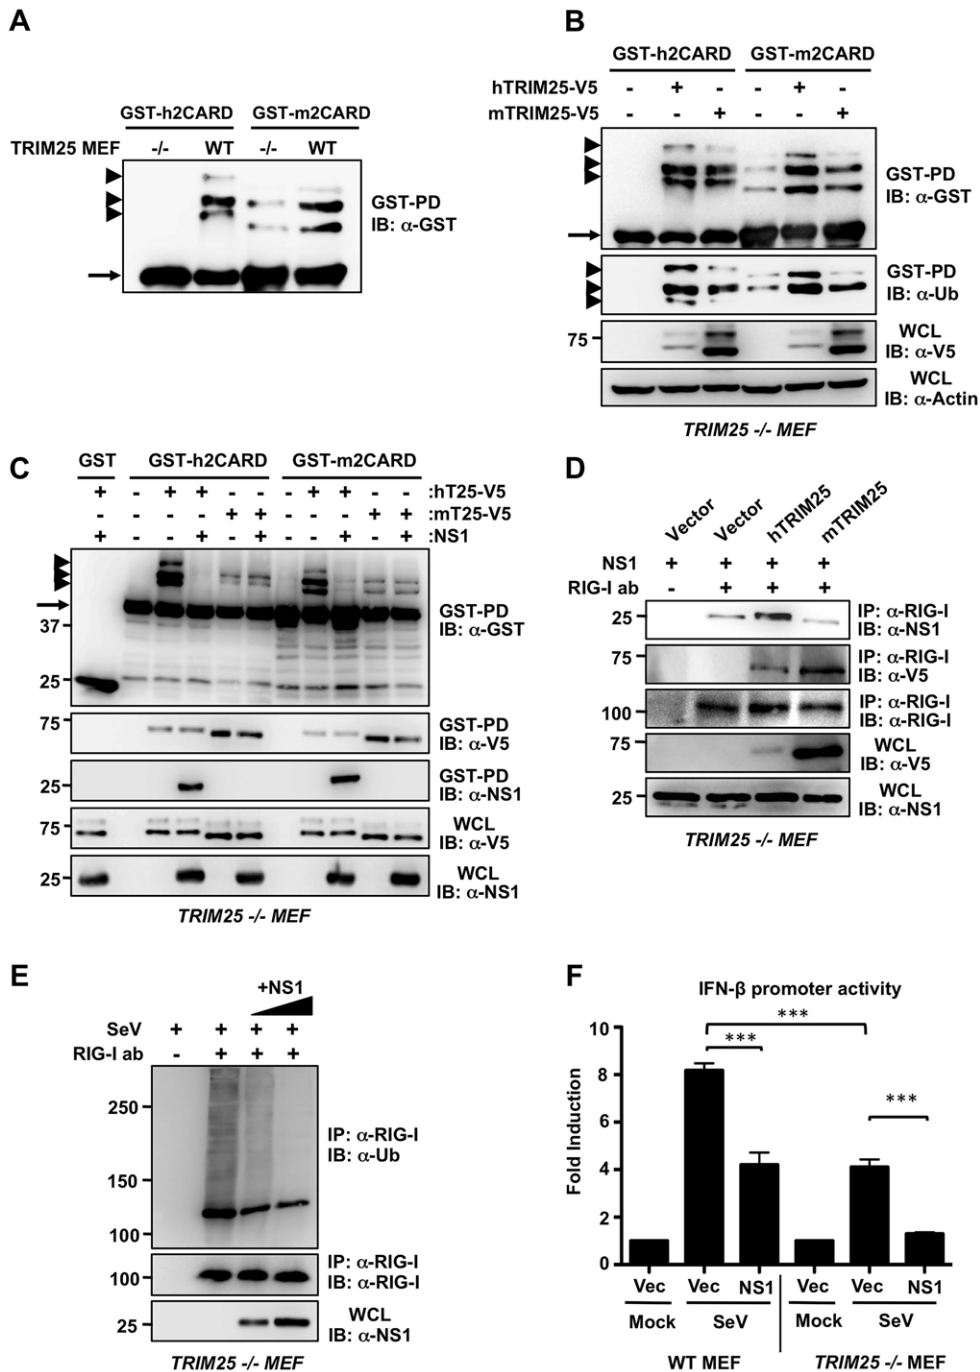 A
GST-h2CARD GST-m2CARD
TRIM25 MEF -/- WT -/- WT
GST-PD
IB: α-GST
B
GST-h2CARD GST-m2CARD
hTRIM25-V5 - + - - + -
mTRIM25-V5 - - + - - +
GST-PD
IB: α-GST
GST-PD
IB: α-Ub
75
WCL
IB: α-V5
WCL
IB: α-Actin
TRIM25 -/- MEF
C
GST GST-h2CARD GST-m2CARD
+ - + + - - - + + - - :hT25-V5
- - - - + + - - - + + :mT25-V5
+ - - + - + - - + - + :NS1
37
25
GST-PD
IB: α-GST
75
GST-PD
IB: α-V5
25
GST-PD
IB: α-NS1
75
WCL
IB: α-V5
25
WCL
IB: α-NS1
TRIM25 -/- MEF
D
Vector Vector hTRIM25 mTRIM25
NS1 + + + +
RIG-I ab - + + +
25
IP: α-RIG-I
IB: α-NS1
75
IP: α-RIG-I
IB: α-V5
100
IP: α-RIG-I
IB: α-RIG-I
75
WCL
IB: α-V5
25
WCL
IB: α-NS1
TRIM25 -/- MEF
E
+NS1
SeV + + + +
RIG-I ab - + + +
250
150
100
IP: α-RIG-I
IB: α-Ub
100
IP: α-RIG-I
IB: α-RIG-I
25
WCL
IB: α-NS1
TRIM25 -/- MEF
F
IFN-β promoter activity
Fold Induction
10
8
6
4
2
0
***
***
***
Vec Vec NS1 Vec Vec NS1
Mock SeV Mock SeV
WT MEF TRIM25 -/- MEF